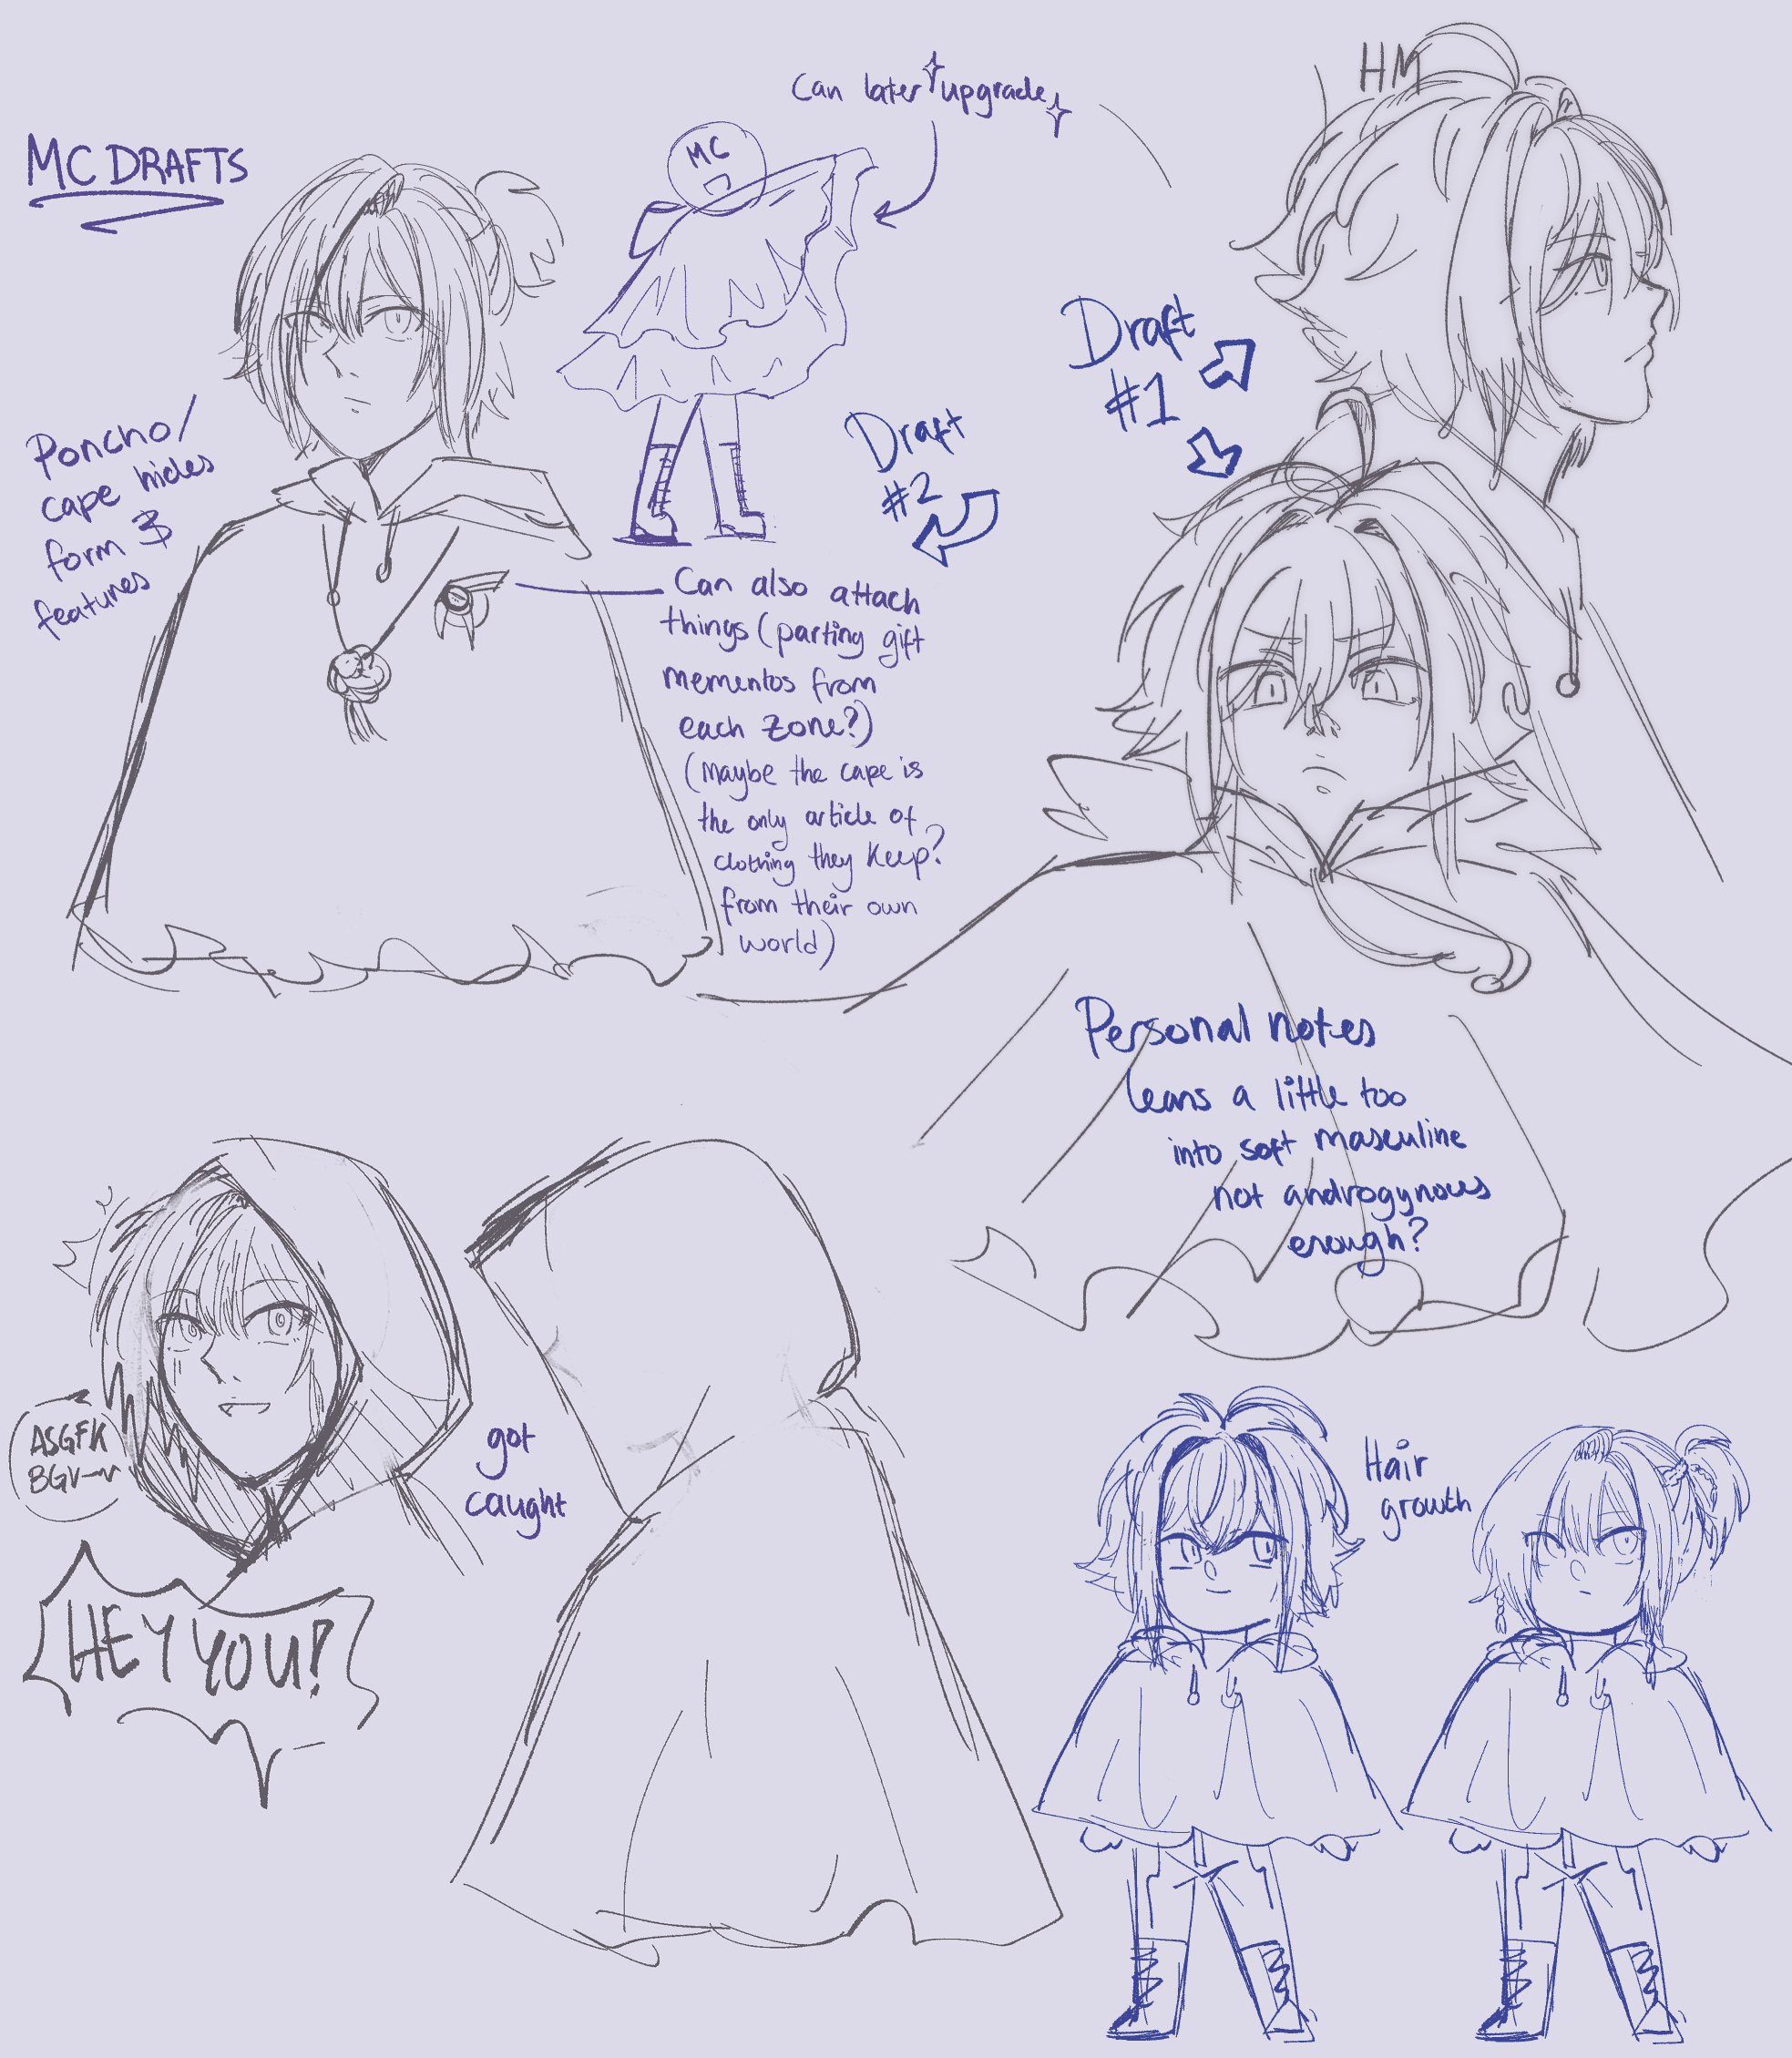 MC DRAFTS
Can later upgrade
HM
MC
Draft
#1
Draft
#2
Poncho/
cape hides
form &
features
Can also attach
things (parting gift
mementos from
each zone?)
(Maybe the cape is
the only article of
clothing they keep?
from their own
world)
Personal notes
leans a little too
into soft masculine
not androgynous
enough?
ASGFK
BGV
got
caught
HEY YOU!
Hair
growth